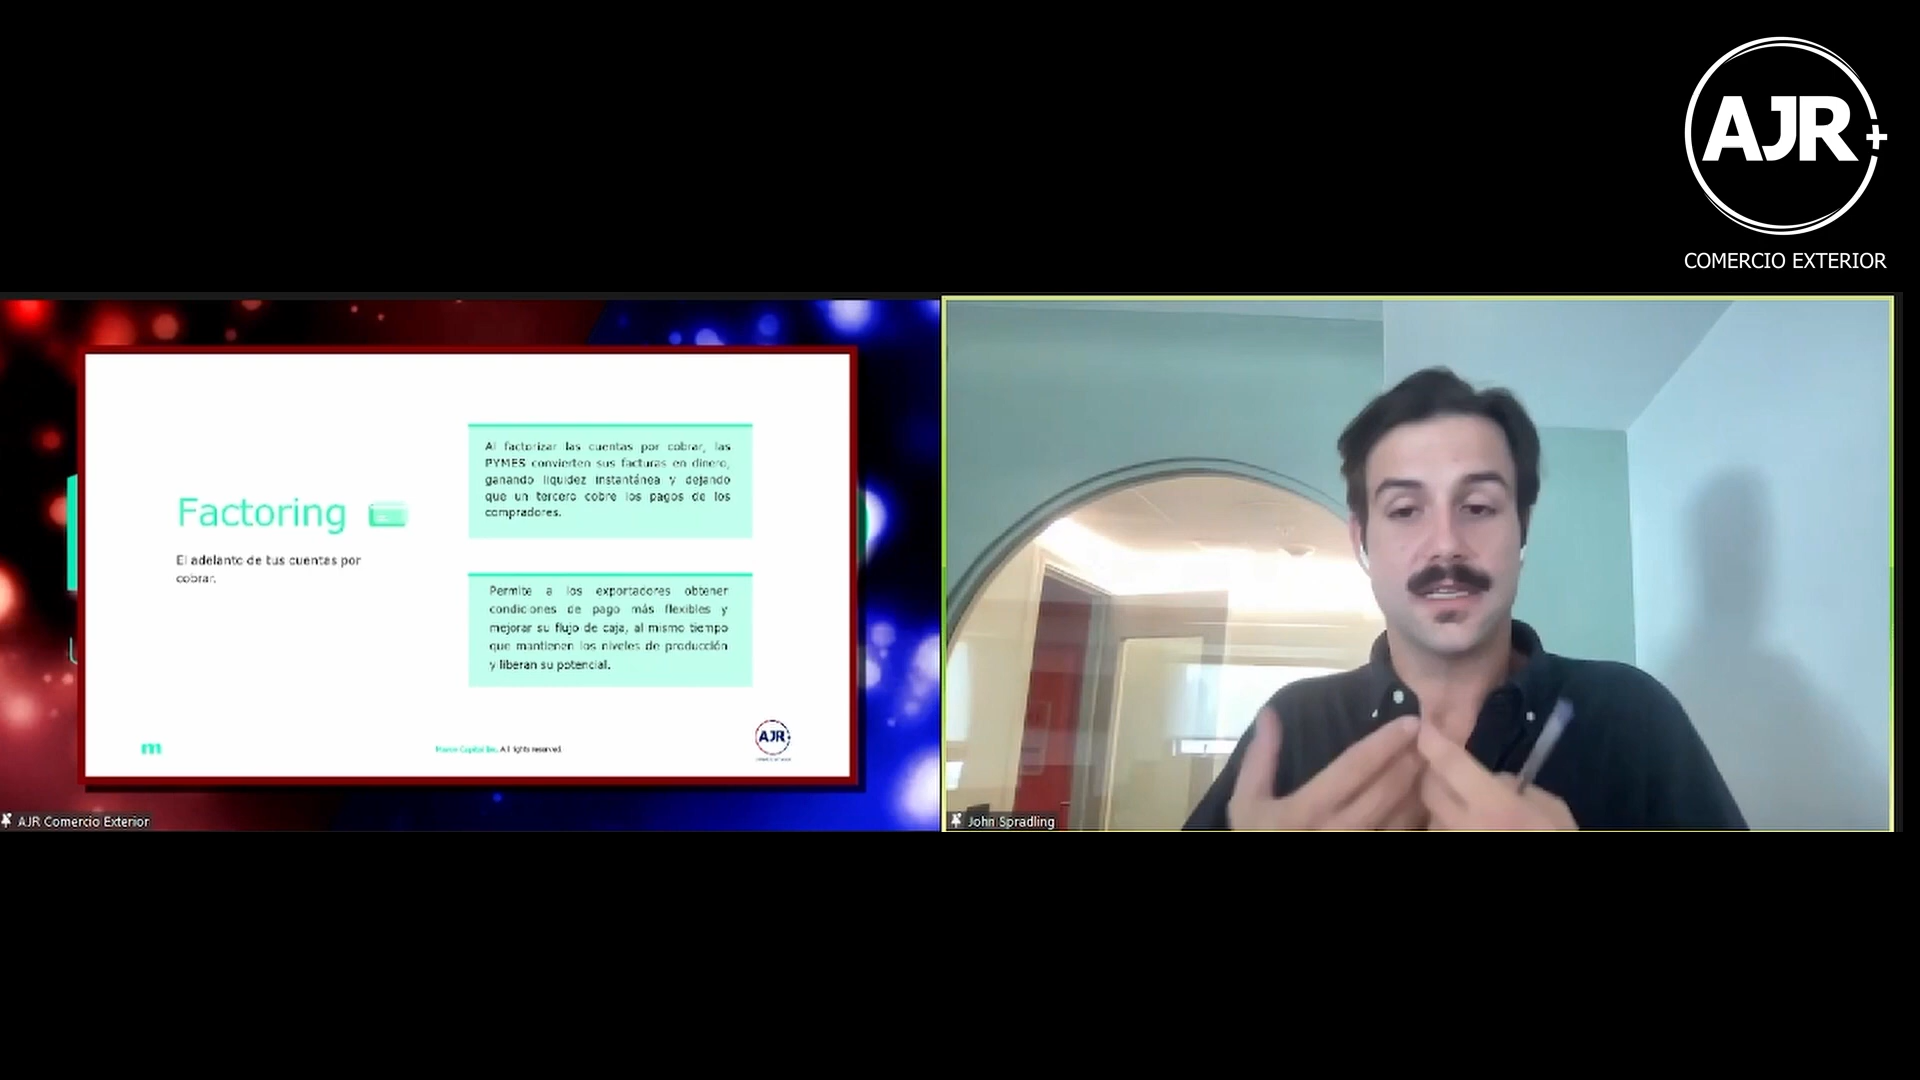 AJR+
COMERCIO EXTERIOR
Factoring
El adelanto de tus cuentas por
cobrar.
Al factorizar las cuentas por cobrar, las
PYMES convierten sus facturas en dinero,
ganando liquidez instantánea y dejando
que un tercero cobre los pagos de los
compradores.
Permite a los exportadores obtener
condiciones de pago más flexibles y
mejorar su flujo de caja, al mismo tiempo
que mantienen los niveles de producción
y liberan su potencial.
m
Capital Inc. All rights reserved.
AJR+
AJR Comercio Exterior
John Spradling